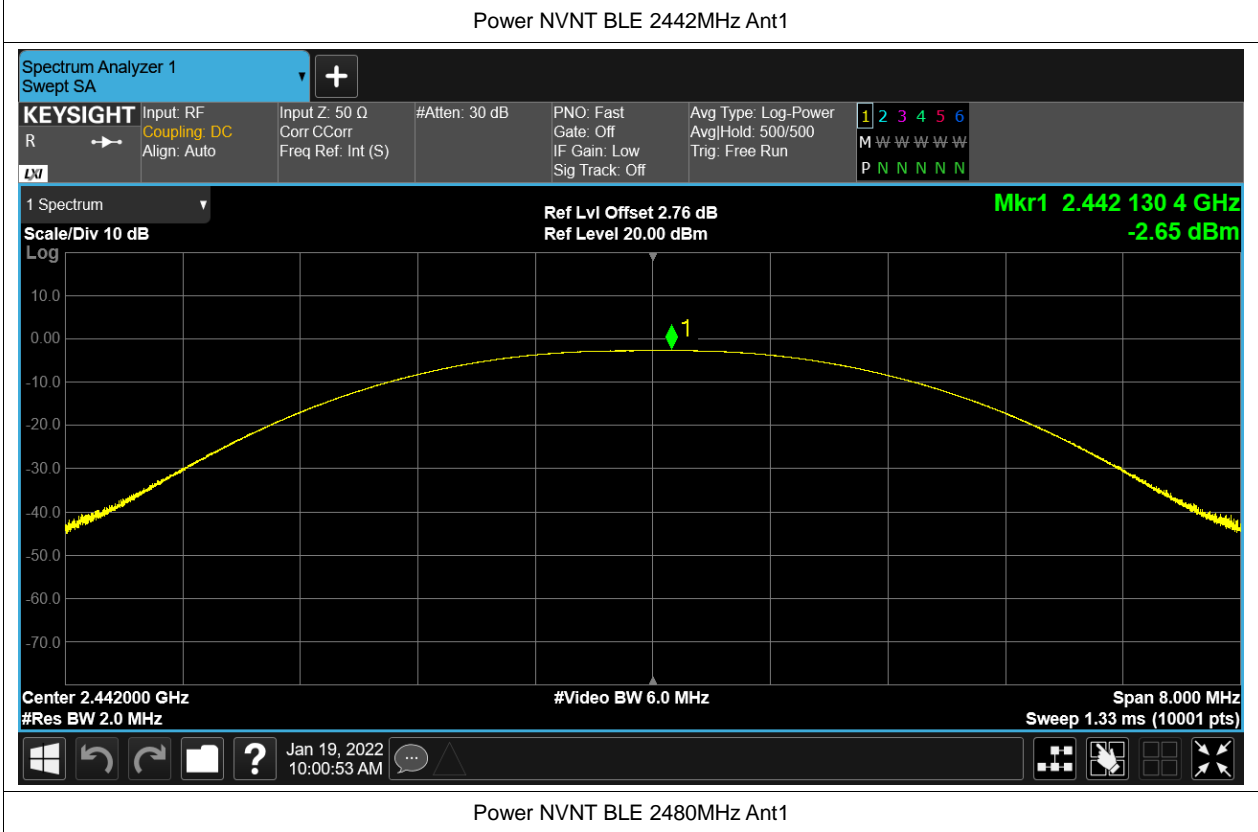 Power NVNT BLE 2442MHz Ant1
Spectrum Analyzer 1
Swept SA
KEYSIGHT
R
LXI
Input: RF
Coupling: DC
Align: Auto
Input Z: 50 Ω
Corr CCorr
Freq Ref: Int (S)
#Atten: 30 dB
PNO: Fast
Gate: Off
IF Gain: Low
Sig Track: Off
Avg Type: Log-Power
Avg|Hold: 500/500
Trig: Free Run
1 2 3 4 5 6
M W W W W W
P N N N N N
1 Spectrum
Scale/Div 10 dB
Log
Ref Lvl Offset 2.76 dB
Ref Level 20.00 dBm
Mkr1 2.442 130 4 GHz
-2.65 dBm
10.0
0.00
-10.0
-20.0
-30.0
-40.0
-50.0
-60.0
-70.0
1
Center 2.442000 GHz
#Res BW 2.0 MHz
#Video BW 6.0 MHz
Span 8.000 MHz
Sweep 1.33 ms (10001 pts)
?
Jan 19, 2022
10:00:53 AM
Power NVNT BLE 2480MHz Ant1